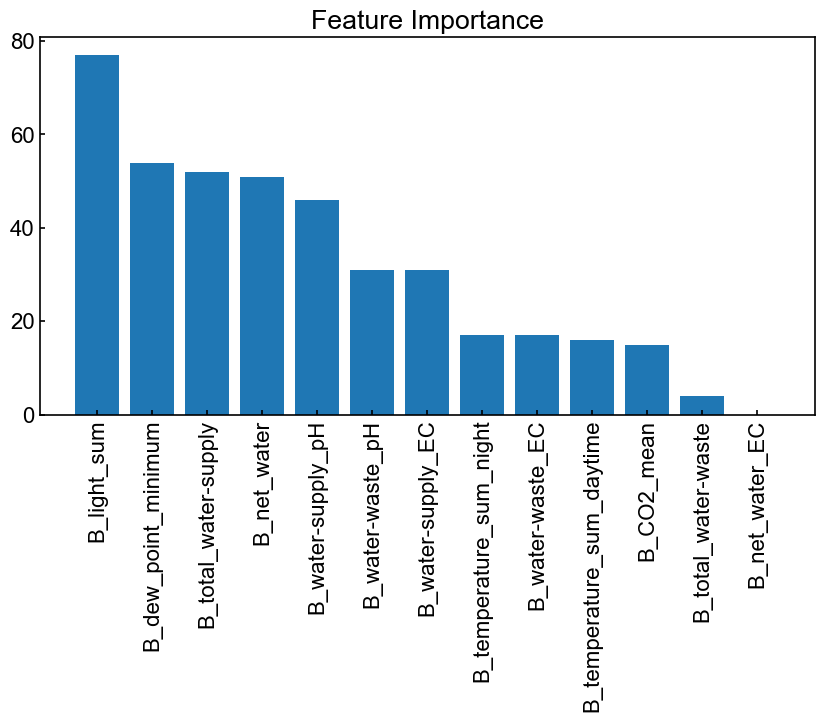 Feature Importance
80
60
40
20
0
B_light_sum
B_dew_point_minimum
B_total_water-supply
B_net_water
B_water-supply_pH
B_water-waste_pH
B_water-supply_EC
B_temperature_sum_night
B_water-waste_EC
B_temperature_sum_daytime
B_CO2_mean
B_total_water-waste
B_net_water_EC